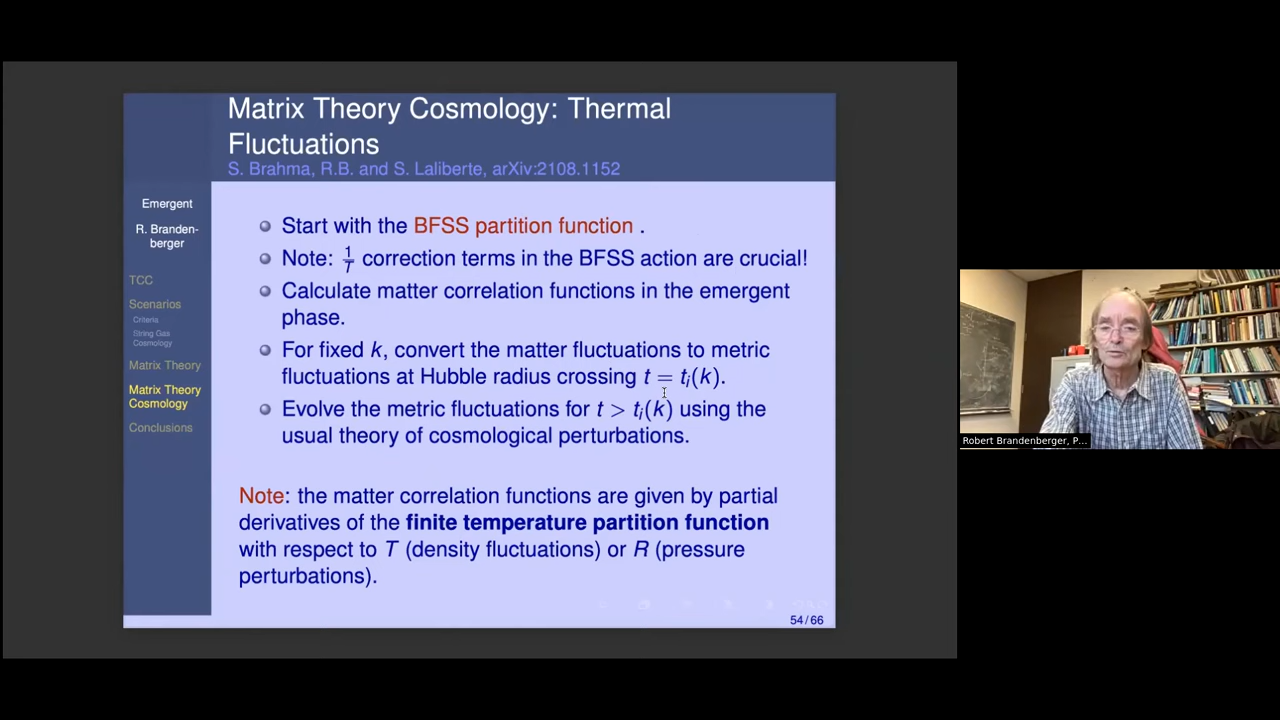 Matrix Theory Cosmology: Thermal
Fluctuations
S. Brahma, R.B. and S. Laliberte, arXiv:2108.1152
Emergent
R. Branden-
berger
TCC
Scenarios
Criteria
String Gas
Cosmology
Matrix Theory
Matrix Theory
Cosmology
Conclusions
Start with the BFSS partition function .
Note: 1/T correction terms in the BFSS action are crucial!
Calculate matter correlation functions in the emergent
phase.
For fixed k, convert the matter fluctuations to metric
fluctuations at Hubble radius crossing t = tᵢ(k).
Evolve the metric fluctuations for t > tᵢ(k) using the
usual theory of cosmological perturbations.
Note: the matter correlation functions are given by partial
derivatives of the finite temperature partition function
with respect to T (density fluctuations) or R (pressure
perturbations).
54/66
Robert Brandenberger, P...